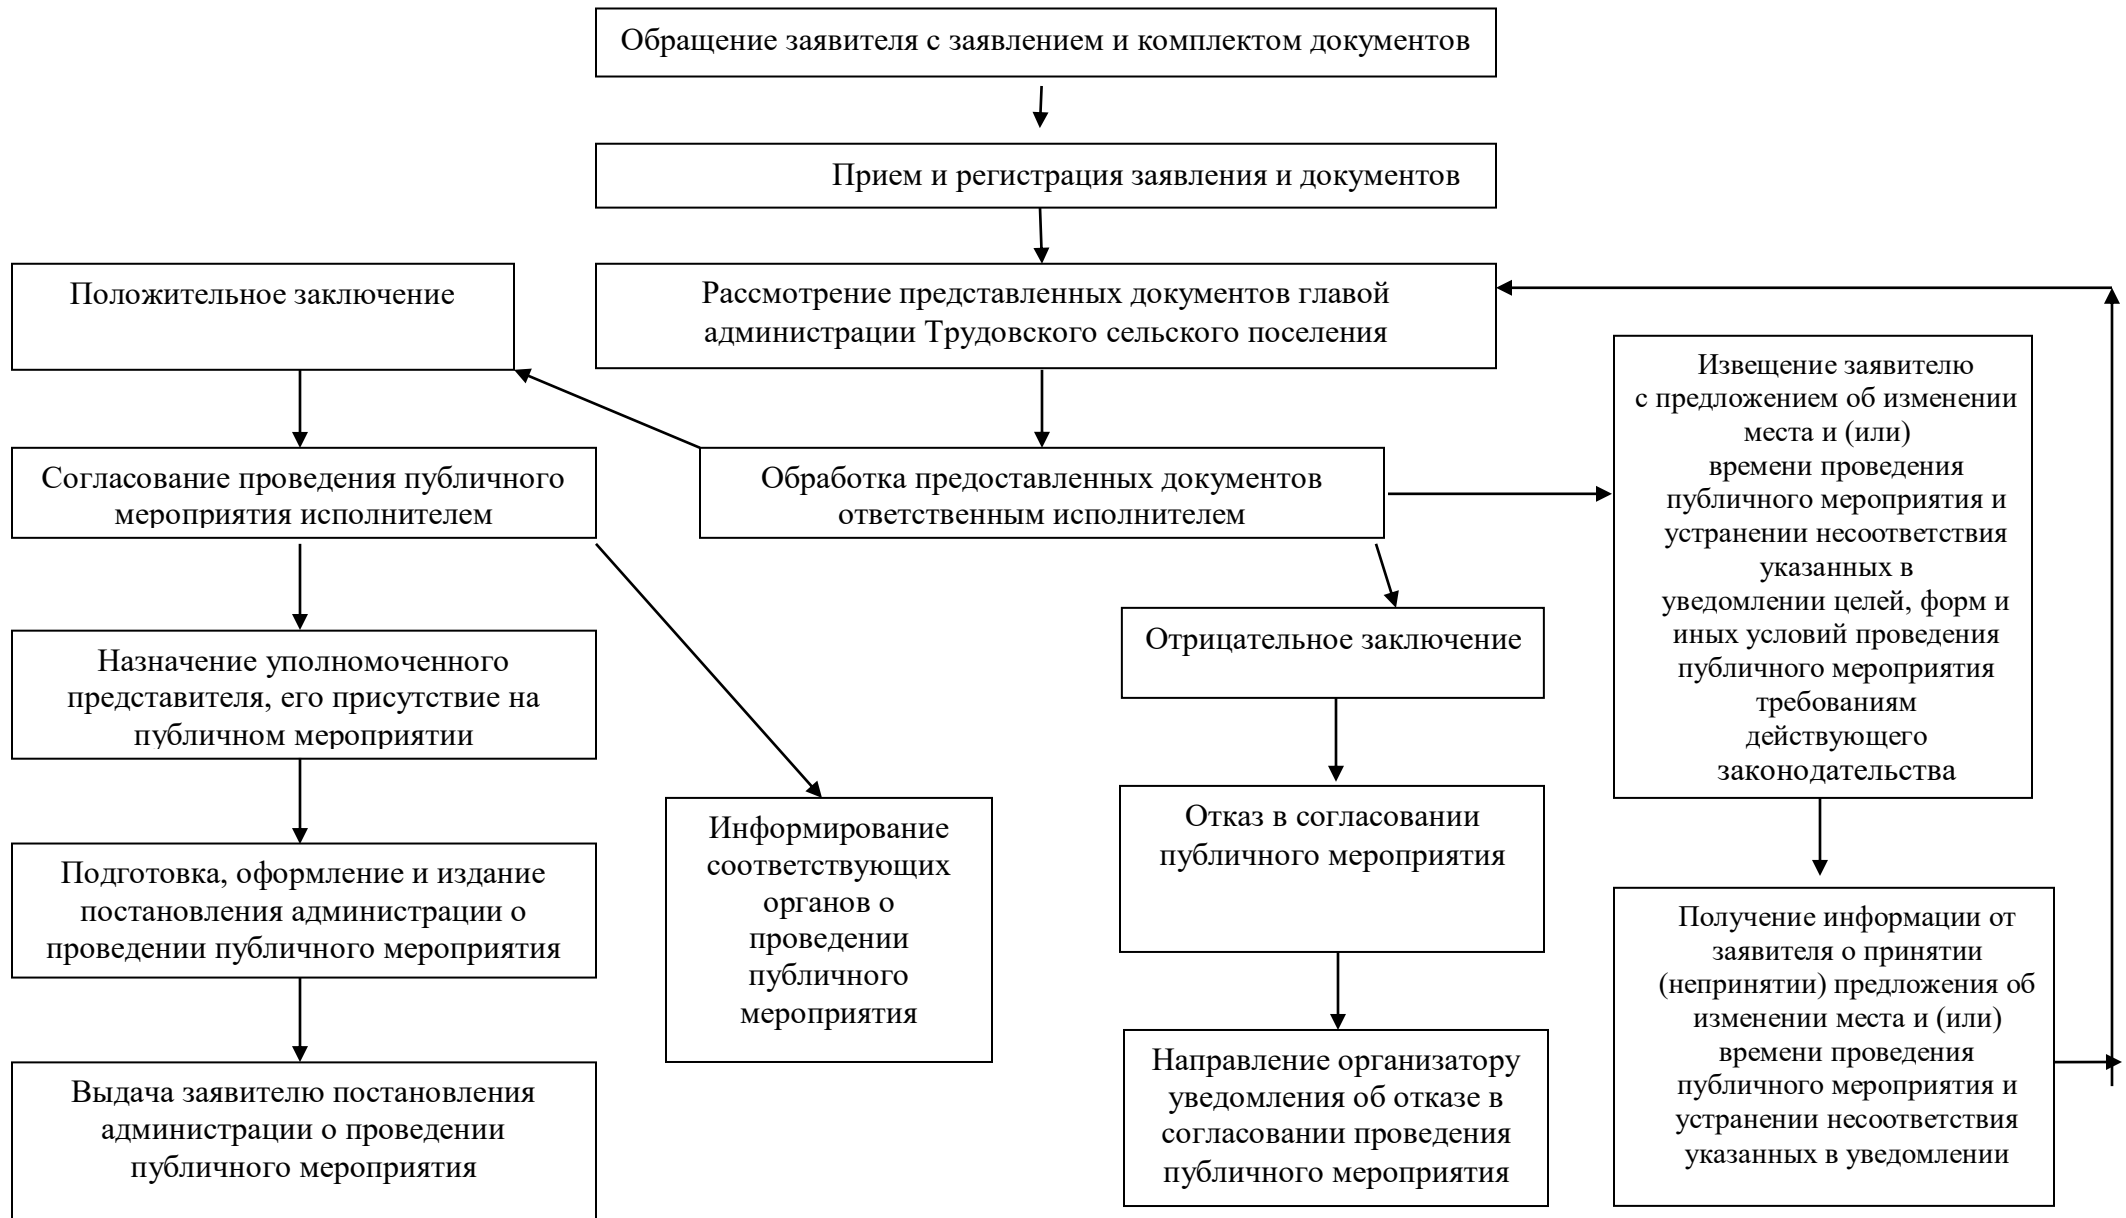 Обращение заявителя с заявлением и комплектом документов
Прием и регистрация заявления и документов
Положительное заключение
Рассмотрение представленных документов главой
администрации Трудовского сельского поселения
Извещение заявителю
с предложением об изменении
места и (или)
времени проведения
публичного мероприятия и
устранении несоответствия
указанных в
уведомлении целей, форм и
иных условий проведения
публичного мероприятия
требованиям
действующего
законодательства
Согласование проведения публичного
мероприятия исполнителем
Обработка предоставленных документов
ответственным исполнителем
Отрицательное заключение
Назначение уполномоченного
представителя, его присутствие на
публичном мероприятии
Информирование
соответствующих
органов о
проведении
публичного
мероприятия
Отказ в согласовании
публичного мероприятия
Подготовка, оформление и издание
постановления администрации о
проведении публичного мероприятия
Получение информации от
заявителя о принятии
(непринятии) предложения об
изменении места и (или)
времени проведения
публичного мероприятия и
устранении несоответствия
указанных в уведомлении
Направление организатору
уведомления об отказе в
согласовании проведения
публичного мероприятия
Выдача заявителю постановления
администрации о проведении
публичного мероприятия